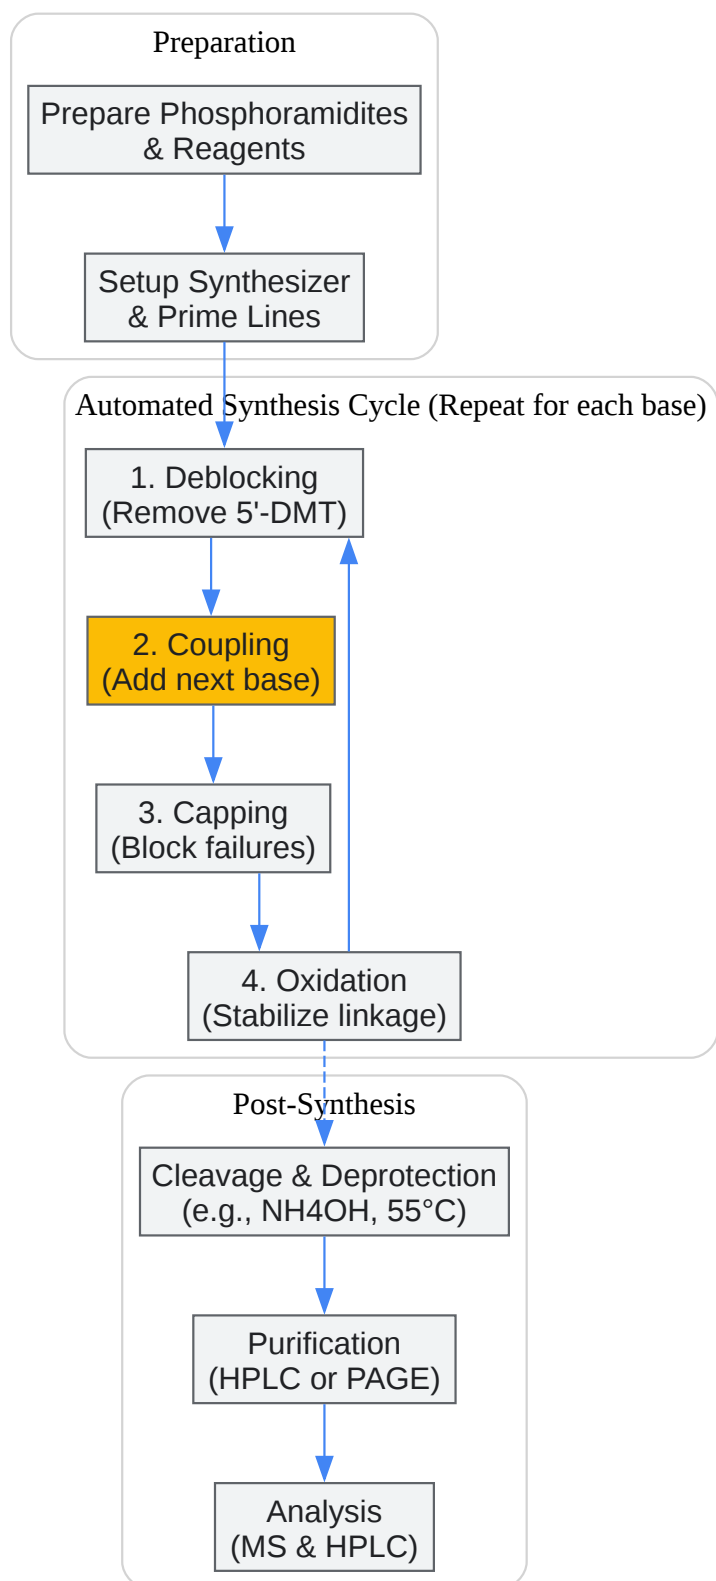 Preparation
Prepare Phosphoramidites
& Reagents
Setup Synthesizer
& Prime Lines
Automated Synthesis Cycle (Repeat for each base)
1. Deblocking
(Remove 5'-DMT)
2. Coupling
(Add next base)
3. Capping
(Block failures)
4. Oxidation
(Stabilize linkage)
Post-Synthesis
Cleavage & Deprotection
(e.g., NH4OH, 55°C)
Purification
(HPLC or PAGE)
Analysis
(MS & HPLC)